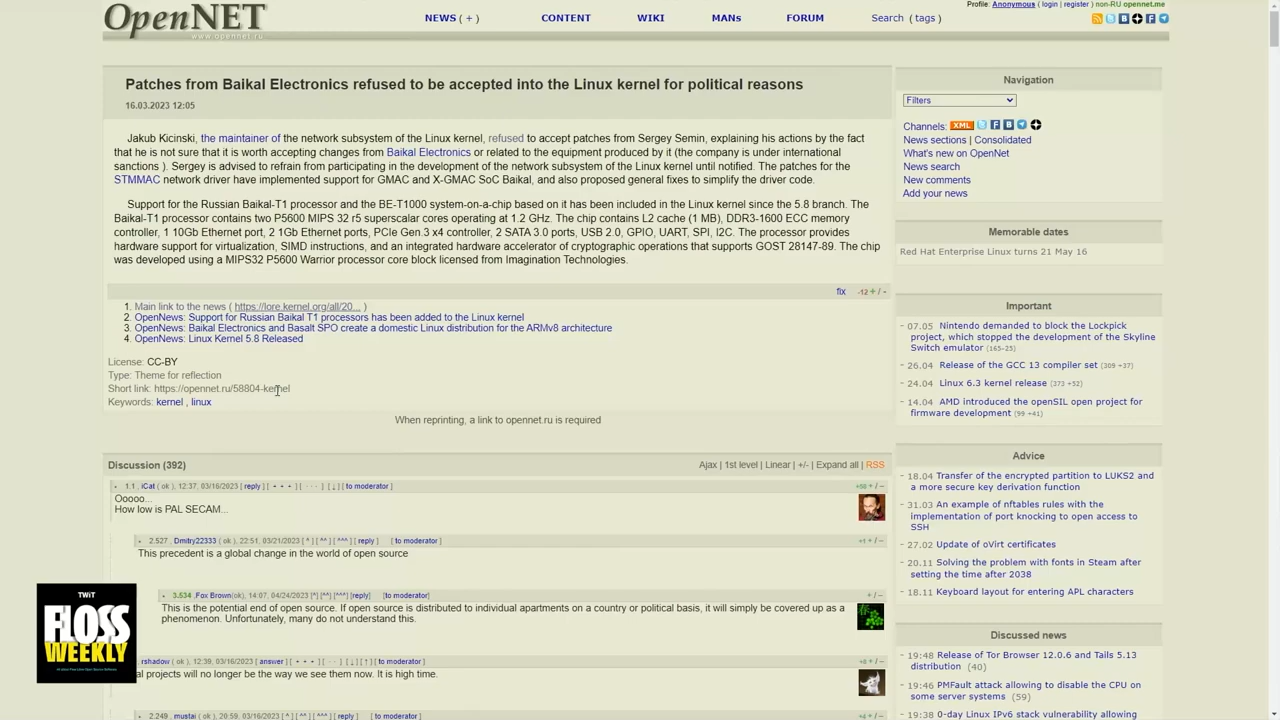 OpenNET
www.opennet.ru
NEWS ( + )
CONTENT
WIKI
MANs
FORUM
Search ( tags )
Profile: Anonymous ( login | register ) non-RU opennet.me
Patches from Baikal Electronics refused to be accepted into the Linux kernel for political reasons
16.03.2023 12:05
Jakub Kicinski, the maintainer of the network subsystem of the Linux kernel, refused to accept patches from Sergey Semin, explaining his actions by the fact
that he is not sure that it is worth accepting changes from Baikal Electronics or related to the equipment produced by it (the company is under international
sanctions ). Sergey is advised to refrain from participating in the development of the network subsystem of the Linux kernel until notified. The patches for the
STMMAC network driver have implemented support for GMAC and X-GMAC SoC Baikal, and also proposed general fixes to simplify the driver code.
Support for the Russian Baikal-T1 processor and the BE-T1000 system-on-a-chip based on it has been included in the Linux kernel since the 5.8 branch. The
Baikal-T1 processor contains two P5600 MIPS 32 r5 superscalar cores operating at 1.2 GHz. The chip contains L2 cache (1 MB), DDR3-1600 ECC memory
controller, 1 10Gb Ethernet port, 2 1Gb Ethernet ports, PCIe Gen.3 x4 controller, 2 SATA 3.0 ports, USB 2.0, GPIO, UART, SPI, I2C. The processor provides
hardware support for virtualization, SIMD instructions, and an integrated hardware accelerator of cryptographic operations that supports GOST 28147-89. The chip
was developed using a MIPS32 P5600 Warrior processor core block licensed from Imagination Technologies.
fix -12 + / -
1. Main link to the news ( https://lore.kernel.org/all/20... )
2. OpenNews: Support for Russian Baikal T1 processors has been added to the Linux kernel
3. OpenNews: Baikal Electronics and Basalt SPO create a domestic Linux distribution for the ARMv8 architecture
4. OpenNews: Linux Kernel 5.8 Released
License: CC-BY
Type: Theme for reflection
Short link: https://opennet.ru/58804-kernel
Keywords: kernel , linux
When reprinting, a link to opennet.ru is required
Discussion (392)
Ajax | 1st level | Linear | +/- | Expand all | RSS
1.1 , iCat ( ok ), 12:37, 03/16/2023 [ reply ] [ + + + ] [ · · · ] [ ↓ ] [ to moderator ]
Ooooo...
How low is PAL SECAM...
2.527 , Dmitry22333 ( ok ), 22:51, 03/21/2023 [ ^ ] [ ^^ ] [ ^^^ ] [ reply ] [ to moderator ] +1 + / –
This precedent is a global change in the world of open source
3.534 ,Fox Brown(ok), 14:07, 04/24/2023 [^] [^^] [^^^] [reply] [to moderator] + / –
This is the potential end of open source. If open source is distributed to individual apartments on a country or political basis, it will simply be covered up as a
phenomenon. Unfortunately, many do not understand this.
rshadow ( ok ), 12:39, 03/16/2023 [ answer ] [ + + + ] [ · · ] [ ↓ ] [ ↑ ] [ to moderator ]
al projects will no longer be the way we see them now. It is high time.
2.249 , mustai ( ok ), 20:59, 03/16/2023 [ ^ ] [ ^^ ] [ ^^^ ] [ reply ] [ to moderator ] +4 + / –
TWiT
FLOSS
WEEKLY
Navigation
Filters
Channels: XML
News sections | Consolidated
What's new on OpenNet
News search
New comments
Add your news
Memorable dates
Red Hat Enterprise Linux turns 21 May 16
Important
- 07.05 Nintendo demanded to block the Lockpick
project, which stopped the development of the Skyline
Switch emulator (165 –25)
- 26.04 Release of the GCC 13 compiler set (309 +37)
- 24.04 Linux 6.3 kernel release (373 +52)
- 14.04 AMD introduced the openSIL open project for
firmware development (99 +41)
Advice
- 18.04 Transfer of the encrypted partition to LUKS2 and
a more secure key derivation function
- 31.03 An example of nftables rules with the
implementation of port knocking to open access to
SSH
- 27.02 Update of oVirt certificates
- 20.11 Solving the problem with fonts in Steam after
setting the time after 2038
- 18.11 Keyboard layout for entering APL characters
Discussed news
- 19:48 Release of Tor Browser 12.0.6 and Tails 5.13
distribution (40)
- 19:46 PMFault attack allowing to disable the CPU on
some server systems (59)
- 19:38 0-day Linux IPv6 stack vulnerability allowing